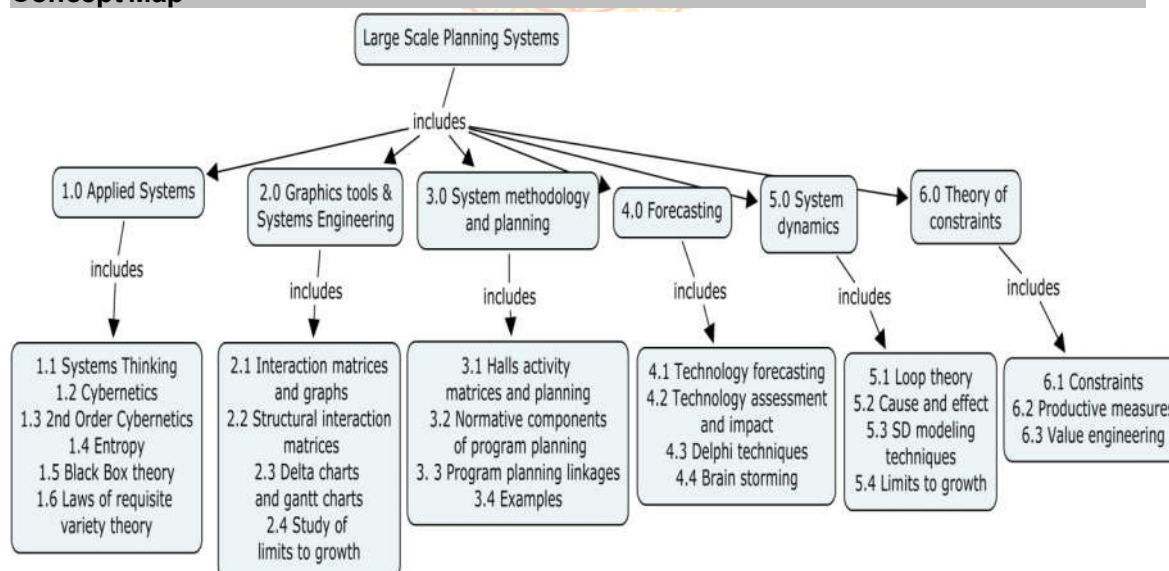 Concept Map
Large Scale Planning Systems
includes
1.0 Applied Systems
2.0 Graphics tools &
Systems Engineering
3.0 System methodology
and planning
4.0 Forecasting
5.0 System
dynamics
6.0 Theory of
constraints
includes
includes
includes
includes
includes
includes
1.1 Systems Thinking
1.2 Cybernetics
1.3 2nd Order Cybernetics
1.4 Entropy
1.5 Black Box theory
1.6 Laws of requisite
variety theory
2.1 Interaction matrices
and graphs
2.2 Structural interaction
matrices
2.3 Delta charts
and gantt charts
2.4 Study of
limits to growth
3.1 Halls activity
matrices and planning
3.2 Normative components
of program planning
3. 3 Program planning linkages
3.4 Examples
4.1 Technology forecasting
4.2 Technology assessment
and impact
4.3 Delphi techniques
4.4 Brain storming
5.1 Loop theory
5.2 Cause and effect
5.3 SD modeling
techniques
5.4 Limits to growth
6.1 Constraints
6.2 Productive measures
6.3 Value engineering